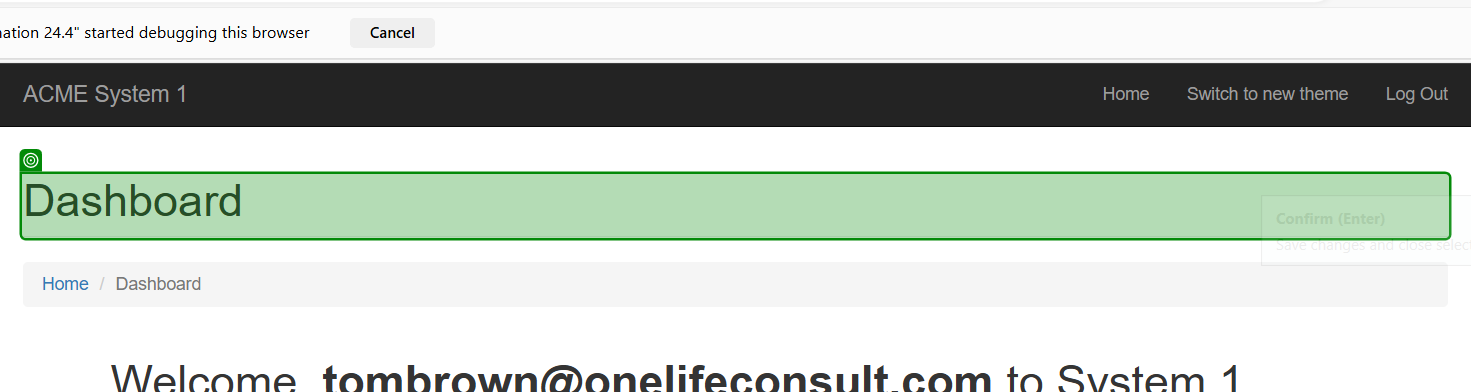 ation 24.4" started debugging this browser Cancel
ACME System 1 Home Switch to new theme Log Out
Dashboard
Confirm (Enter)
Save changes and close selec
Home / Dashboard
Welcome, tombrown@onelifeconsult.com to System 1